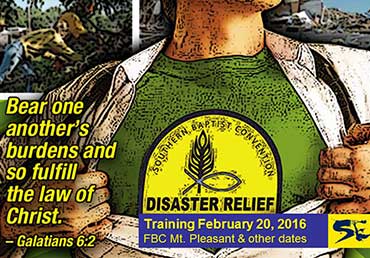 Bear one
another's
burdens and
so fulfill
the law of
Christ.
– Galatians 6:2
SOUTHERN BAPTIST CONVENTION
DISASTER RELIEF
Training February 20, 2016
FBC Mt. Pleasant & other dates